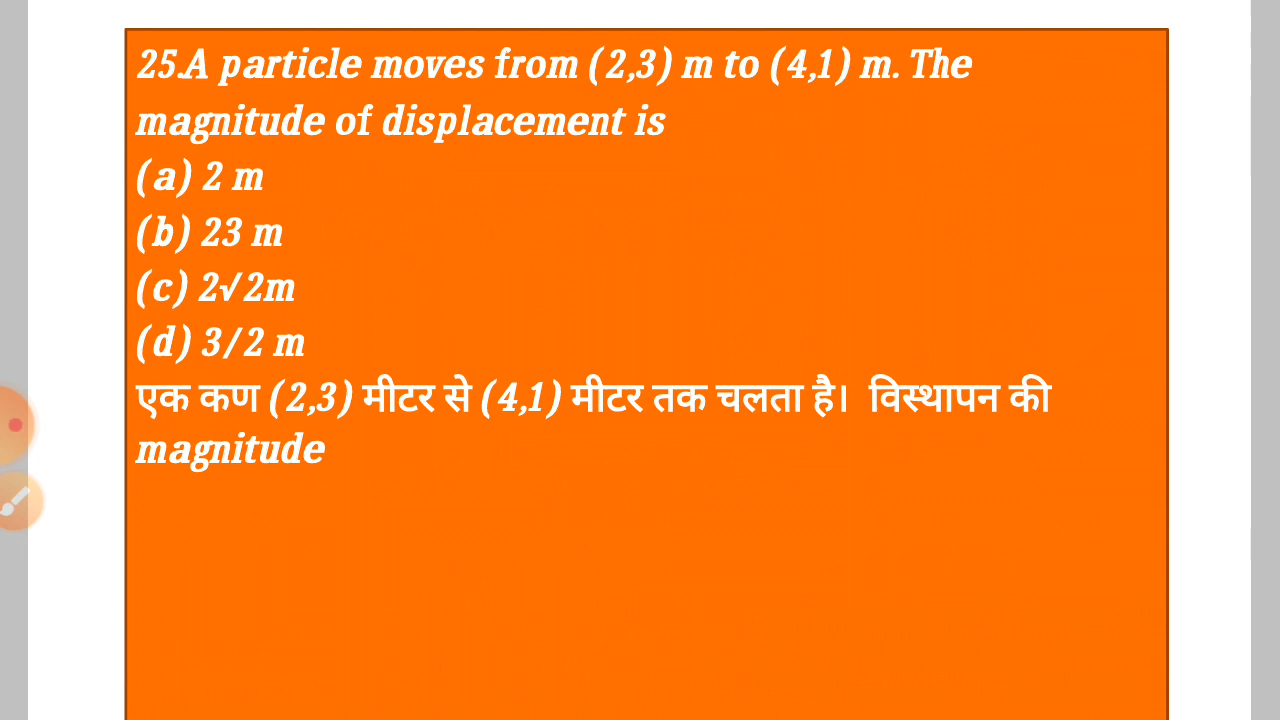 25.A particle moves from (2,3) m to (4,1) m. The
magnitude of displacement is
(a) 2 m
(b) 23 m
(c) 2√2m
(d) 3/2 m
एक कण (2,3) मीटर से (4,1) मीटर तक चलता है। विस्थापन की
magnitude